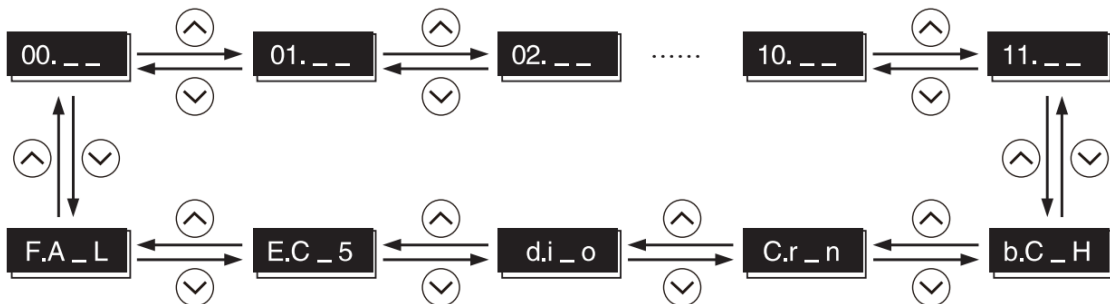 00. _ _ 01. _ _ 02. _ _ ...... 10. _ _ 11. _ _
F.A _ L E.C _ 5 d.i _ o C.r _ n b.C _ H